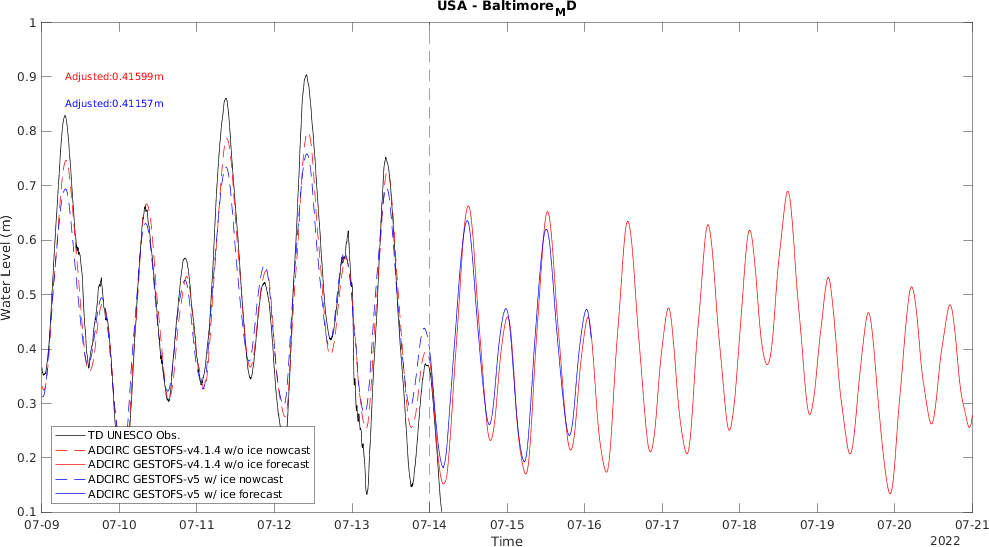 USA - Baltimore_MD
1
0.9
0.8
0.7
0.6
0.5
0.4
0.3
0.2
0.1
Water Level (m)
Adjusted:0.41599m
Adjusted:0.41157m
TD UNESCO Obs.
ADCIRC GESTOFS-v4.1.4 w/o ice nowcast
ADCIRC GESTOFS-v4.1.4 w/o ice forecast
ADCIRC GESTOFS-v5 w/ ice nowcast
ADCIRC GESTOFS-v5 w/ ice forecast
07-09 07-10 07-11 07-12 07-13 07-14 07-15 07-16 07-17 07-18 07-19 07-20 07-21
Time
2022